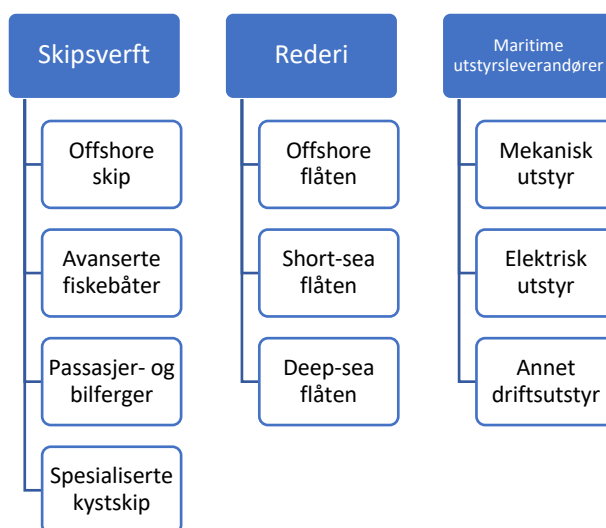 Skipsverft
Offshore
skip
Avanserte
fiskebåter
Passasjer- og
bilferger
Spesialiserte
kystskip
Rederi
Offshore
flåten
Short-sea
flåten
Deep-sea
flåten
Maritime
utstyrsleverandører
Mekanisk
utstyr
Elektrisk
utstyr
Annet
driftsutstyr